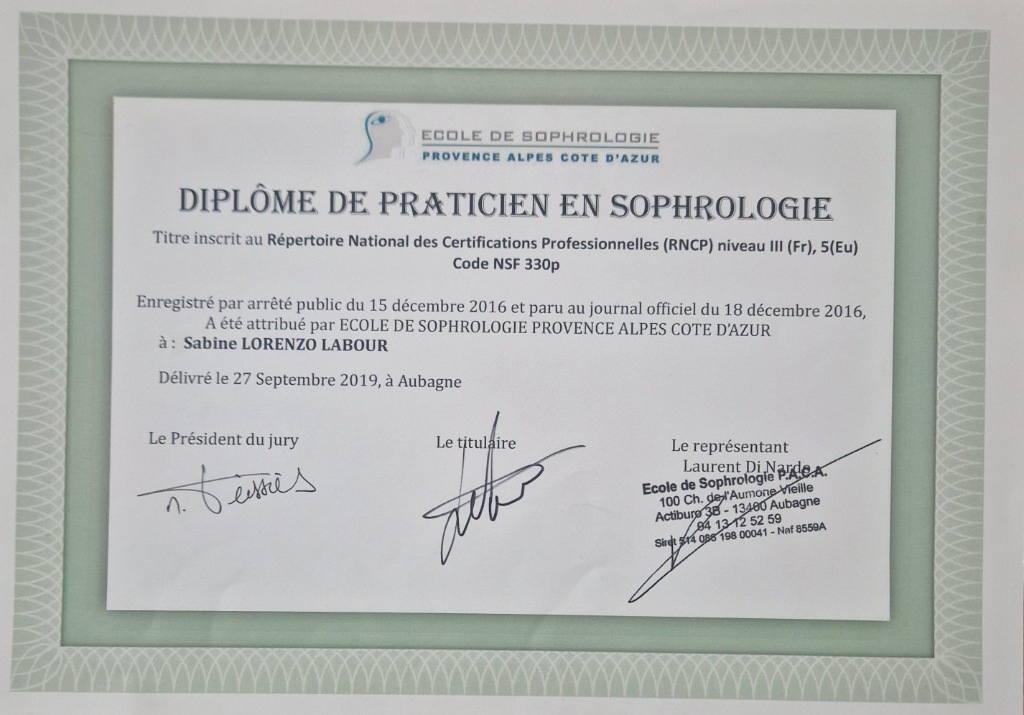 ECOLE DE SOPHROLOGIE
PROVENCE ALPES COTE D'AZUR
DIPLÔME DE PRATICIEN EN SOPHROLOGIE
Titre inscrit au Répertoire National des Certifications Professionnelles (RNCP) niveau III (Fr), 5(Eu)
Code NSF 330p
Enregistré par arrêté public du 15 décembre 2016 et paru au journal officiel du 18 décembre 2016,
A été attribué par ECOLE DE SOPHROLOGIE PROVENCE ALPES COTE D'AZUR
à : Sabine LORENZO LABOUR
Délivré le 27 Septembre 2019, à Aubagne
Le Président du jury
Le titulaire
Le représentant
Laurent Di Nardo
Ecole de Sophrologie P.A.C.A.
100 Ch. de l'Aumone Vieille
Actiburo 3B - 13400 Aubagne
04 13 12 52 59
Siret 514 086 198 00041 - Naf 8559A